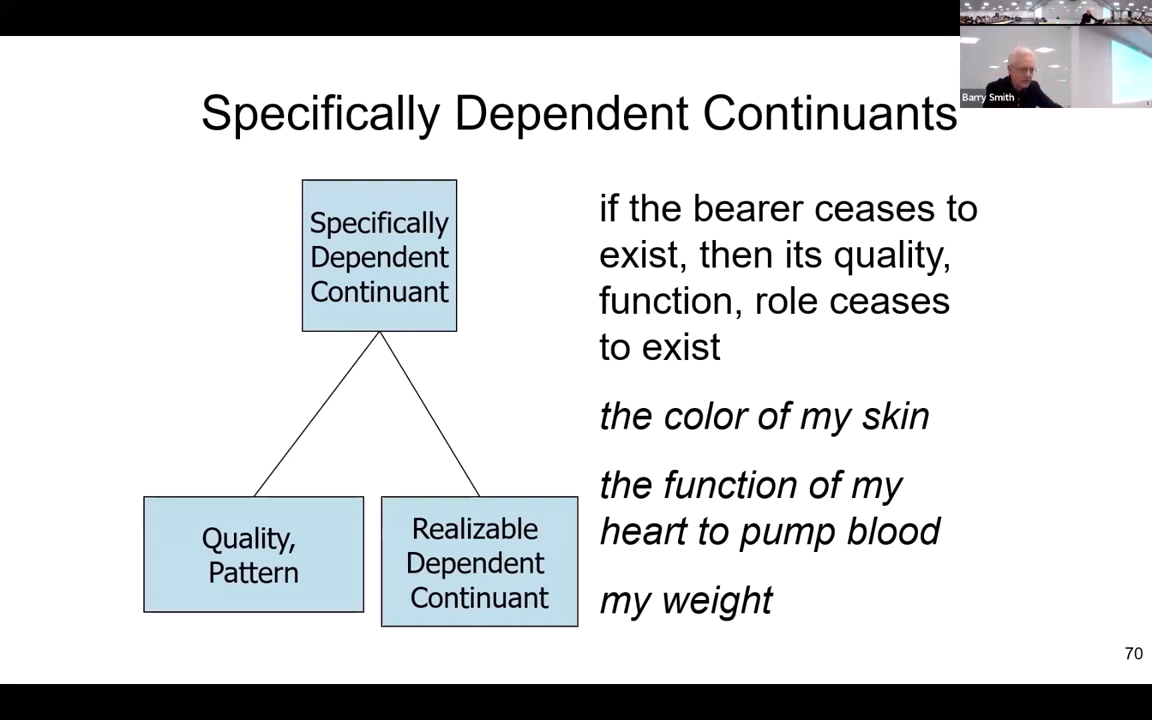 Specifically Dependent Continuants
Barry Smith
Specifically
Dependent
Continuant
Quality,
Pattern
Realizable
Dependent
Continuant
if the bearer ceases to
exist, then its quality,
function, role ceases
to exist
the color of my skin
the function of my
heart to pump blood
my weight
70